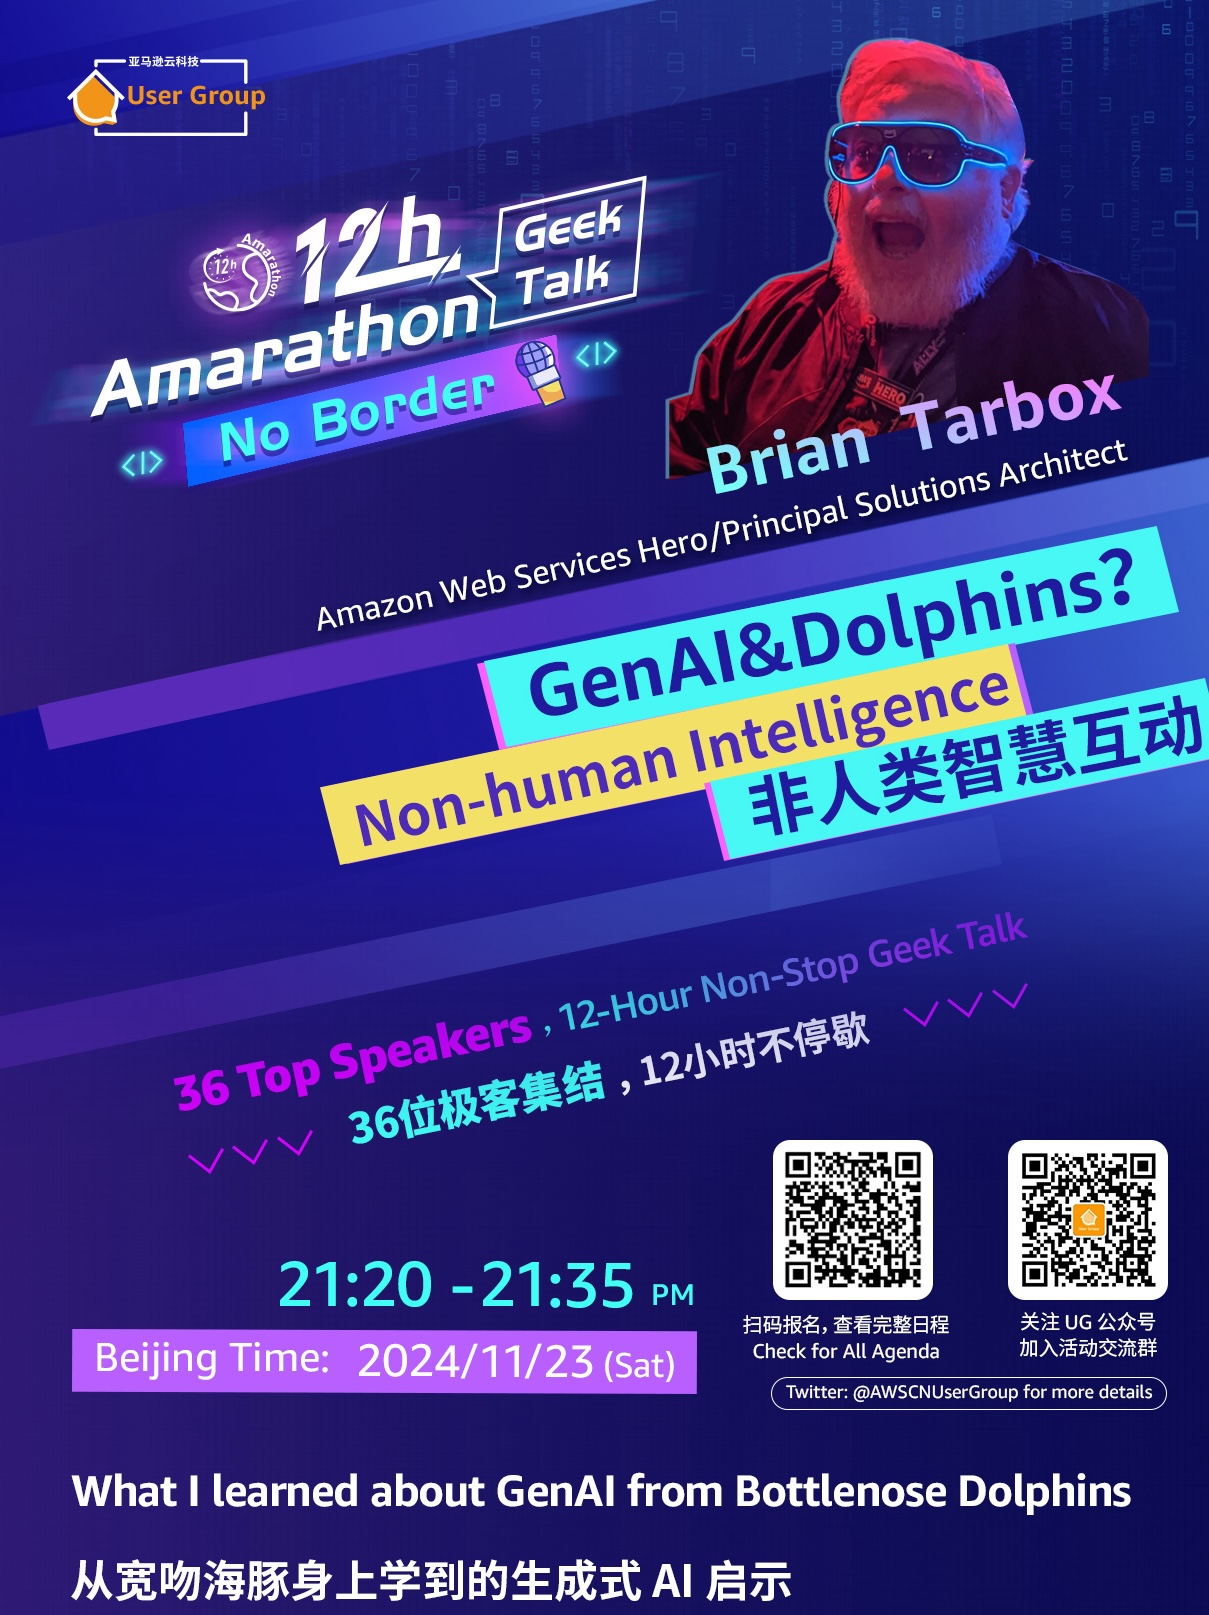 亚马逊云科技
User Group
Amarathon
12h
12h
Geek
Talk
Amarathon
No Border
HERO
Brian Tarbox
Amazon Web Services Hero/Principal Solutions Architect
GenAI&Dolphins?
Non-human Intelligence
非人类智慧互动
36 Top Speakers , 12-Hour Non-Stop Geek Talk
36位极客集结 , 12小时不停歇
21:20 - 21:35 PM
Beijing Time: 2024/11/23 (Sat)
扫码报名, 查看完整日程
Check for All Agenda
关注 UG 公众号
加入活动交流群
Twitter: @AWSCNUserGroup for more details
What I learned about GenAI from Bottlenose Dolphins
从宽吻海豚身上学到的生成式 AI 启示